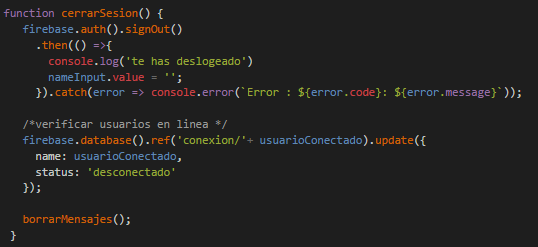 function cerrarSesion() {
firebase.auth().signOut()
.then(() =>{
console.log('te has deslogeado')
nameInput.value = '';
}).catch(error => console.error(`Error : ${error.code}: ${error.message}`));
/*verificar usuarios en linea */
firebase.database().ref('conexion/'+ usuarioConectado).update({
name: usuarioConectado,
status: 'desconectado'
});
borrarMensajes();
}